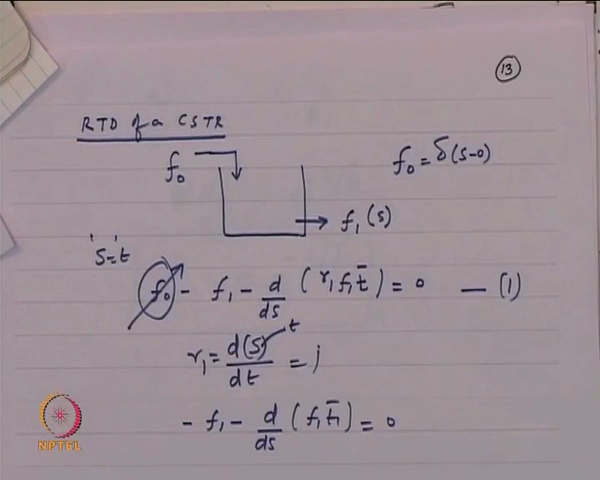 13
RTD of a CSTR
f₀
f₀ = δ(s-0)
f₁(s)
's=t'
f₀ - f₁ - d/ds (r₁ f₁ t̄) = 0 — (1)
r₁ = d(s)/dt = 1
t
- f₁ - d/ds (f₁ t̄₁) = 0
NPTEL